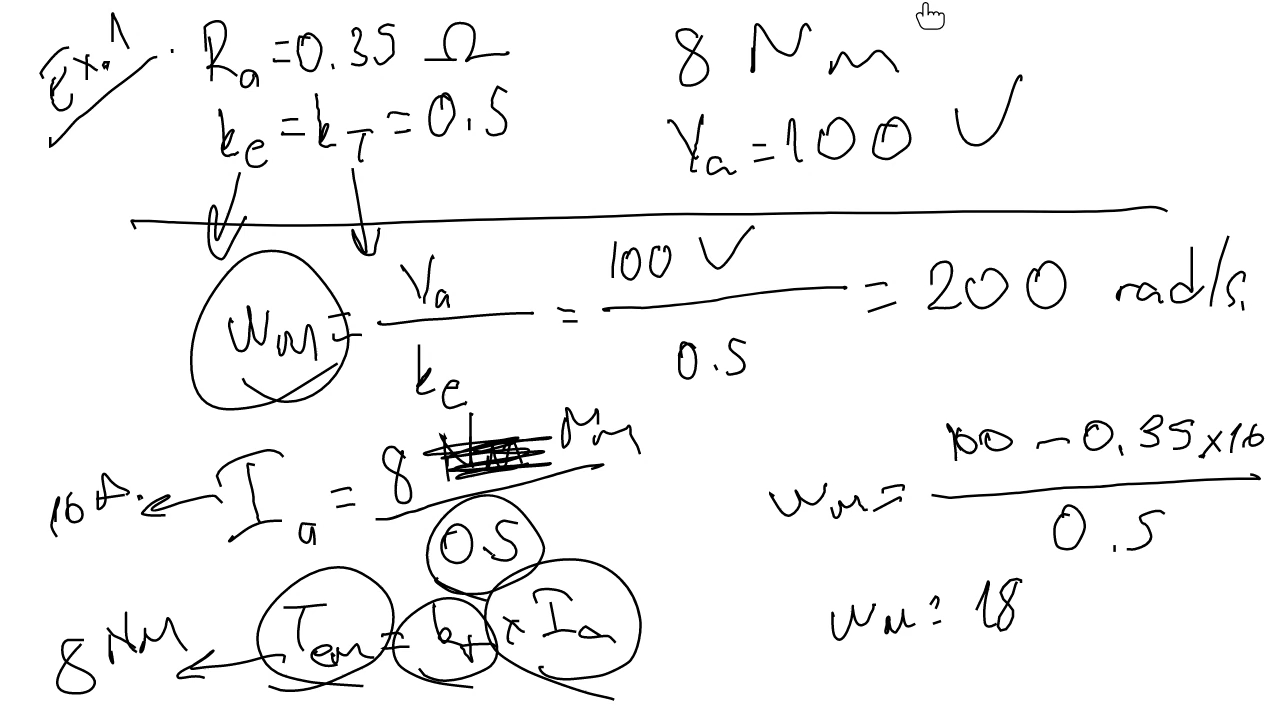 Ex.1. Ra = 0.35 Ω
ke = kT = 0.5
8 Nm
Va = 100 V
ωm = Va / ke = 100 V / 0.5 = 200 rad/s.
16 A. ← Ia = 8 Nm / 0.5
8 Nm ← Tem = kT × Ia
ωm = 100 - 0.35 × 16 / 0.5
ωm = 18